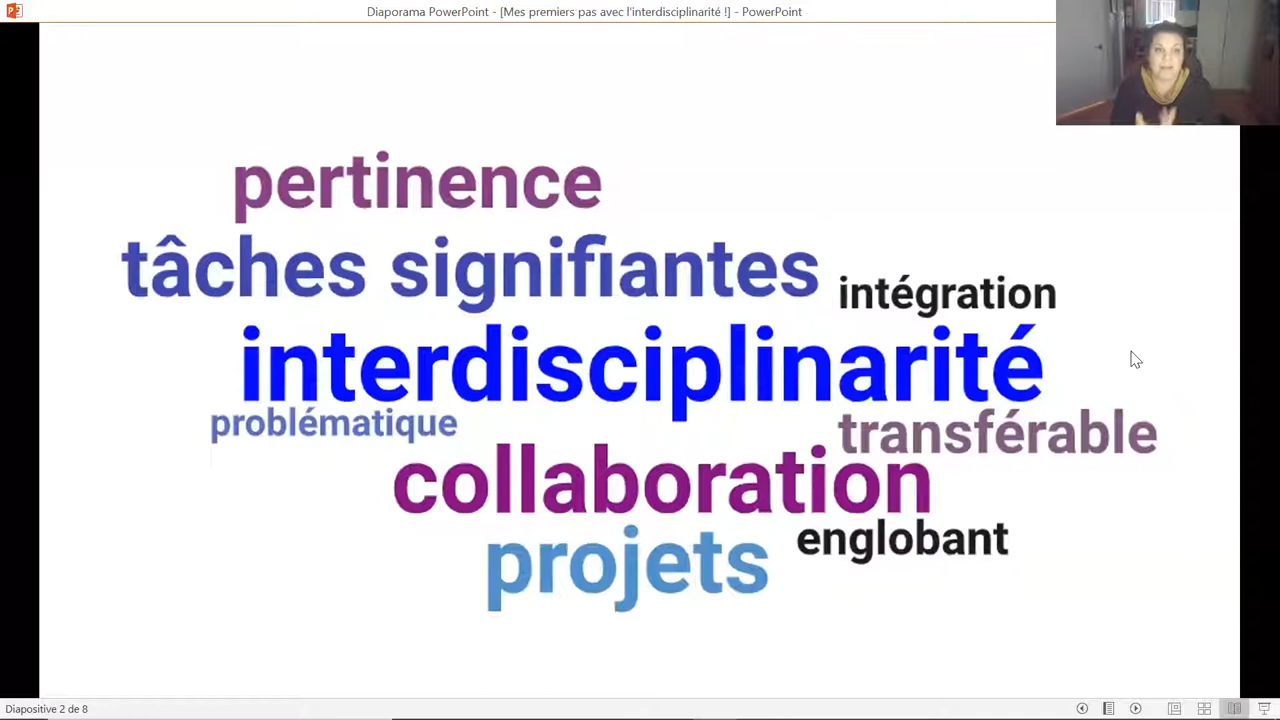 Diaporama PowerPoint - [Mes premiers pas avec l'interdisciplinarité !] - PowerPoint
pertinence
tâches signifiantes
intégration
interdisciplinarité
problématique
transférable
collaboration
englobant
projets
Diapositive 2 de 8